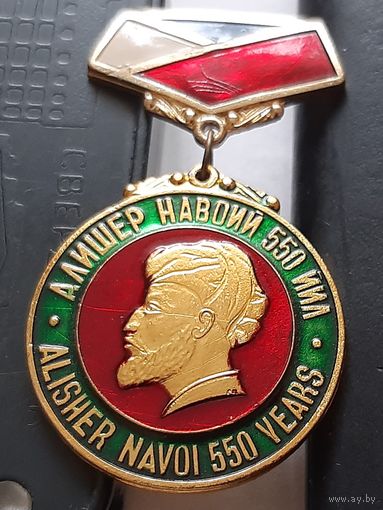 АЛИШЕР НАВОИЙ 550 ЙИЛ
ALISHER NAVOI 550 YEARS
www.ay.by